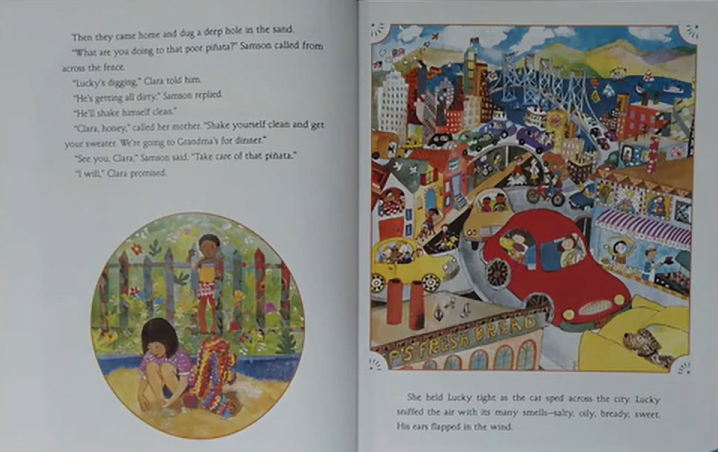 Then they came home and dug a deep hole in the sand.
"What are you doing to that poor piñata?" Samson called from
across the fence.
"Lucky's digging," Clara told him.
"He's getting all dirty," Samson replied.
"He'll shake himself clean."
"Clara, honey," called her mother. "Shake yourself clean and get
your sweater. We're going to Grandma's for dinner."
"See you, Clara," Samson said. "Take care of that piñata."
"I will," Clara promised.
P'S FRESH BREAD
She held Lucky tight as the car sped across the city. Lucky
sniffed the air with its many smells—salty, oily, bready, sweet.
His ears flapped in the wind.